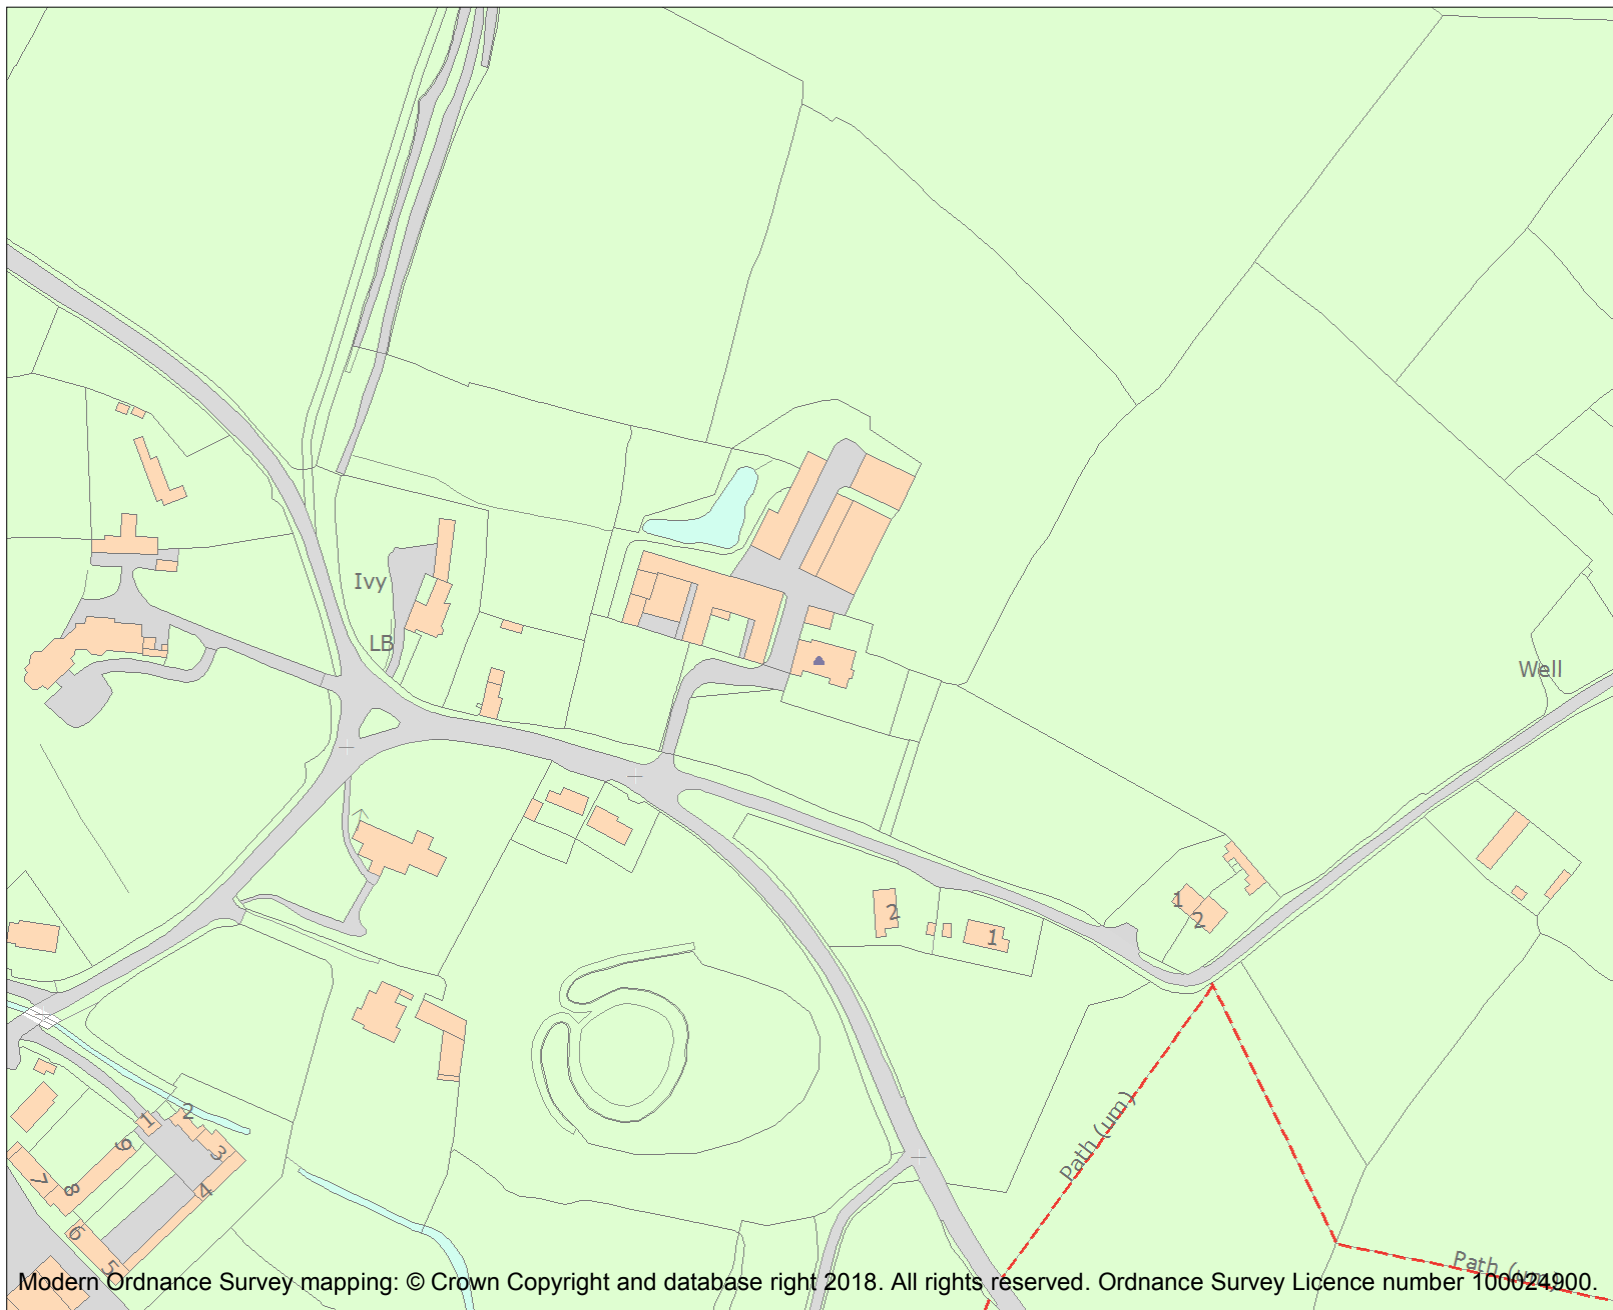 Ivy
LB
Well
1
2
2
1
Path (um)
1
2
9
3
7
8
4
6
5
Path (um)
Modern Ordnance Survey mapping: © Crown Copyright and database right 2018. All rights reserved. Ordnance Survey Licence number 100024900.